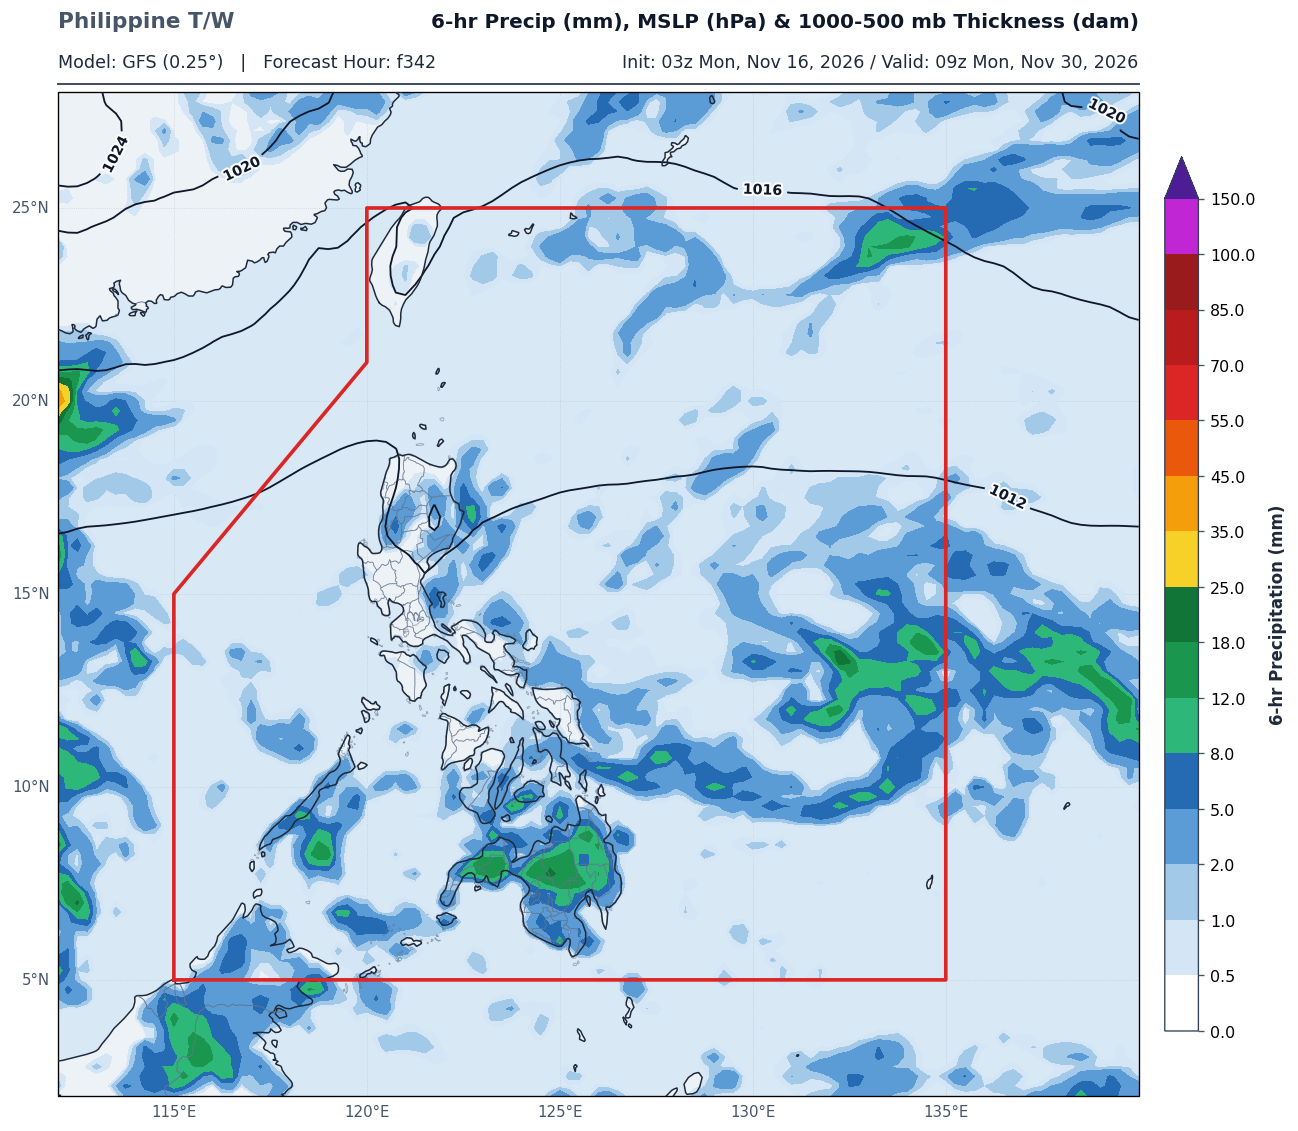 Philippine T/W
6-hr Precip (mm), MSLP (hPa) & 1000-500 mb Thickness (dam)
Model: GFS (0.25°) | Forecast Hour: f342
Init: 03z Mon, Nov 16, 2026 / Valid: 09z Mon, Nov 30, 2026
1024
1020
1020
1016
1012
25°N
20°N
15°N
10°N
5°N
115°E
120°E
125°E
130°E
135°E
150.0
100.0
85.0
70.0
55.0
45.0
35.0
25.0
18.0
12.0
8.0
5.0
2.0
1.0
0.5
0.0
6-hr Precipitation (mm)